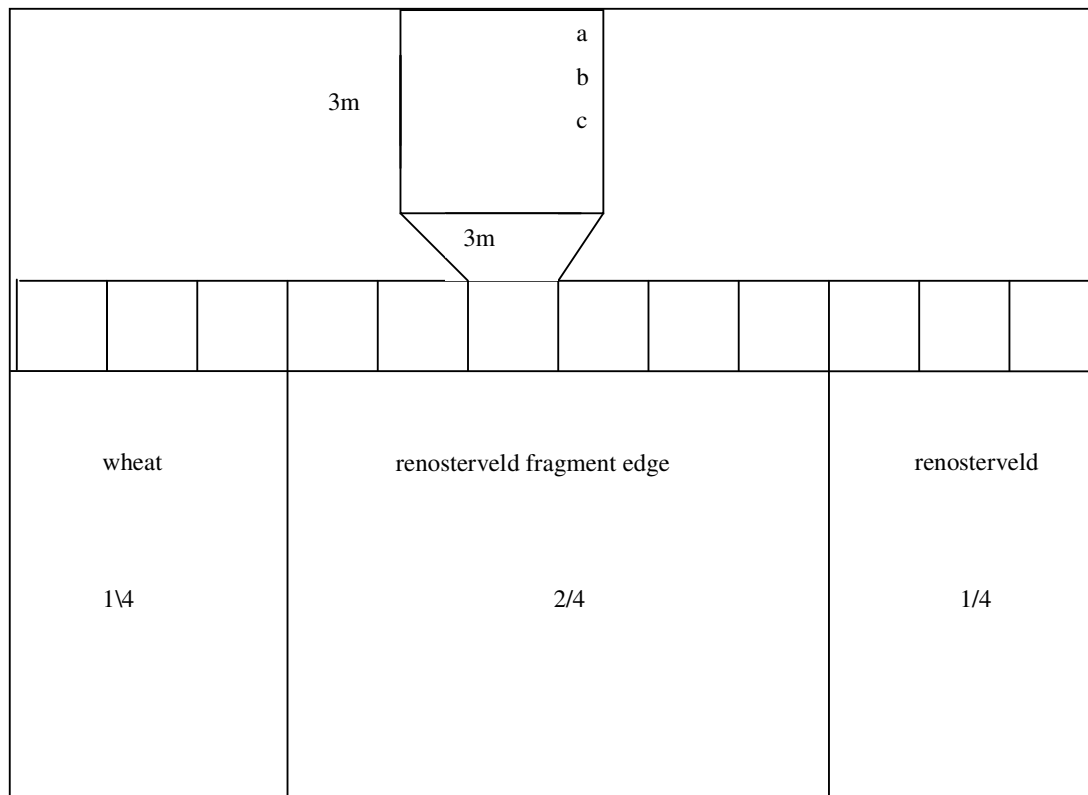 a
b
3m
c
3m
wheat renosterveld fragment edge renosterveld
1\4 2/4 1/4